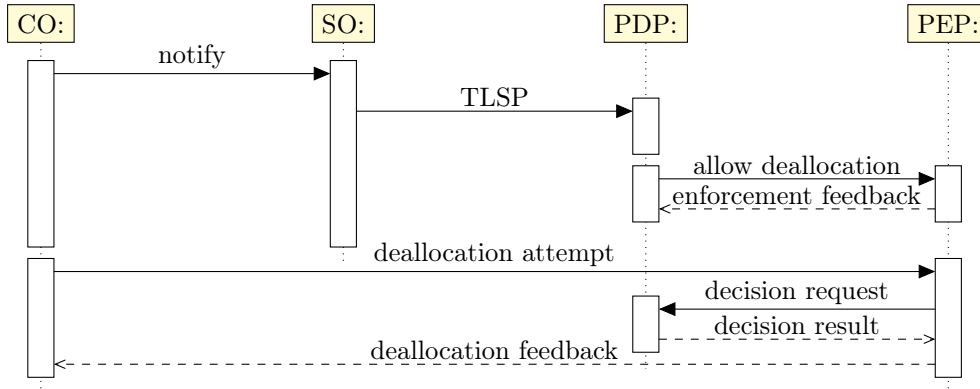 CO: SO: PDP: PEP:
notify
TLSP
allow deallocation
enforcement feedback
deallocation attempt
decision request
decision result
deallocation feedback